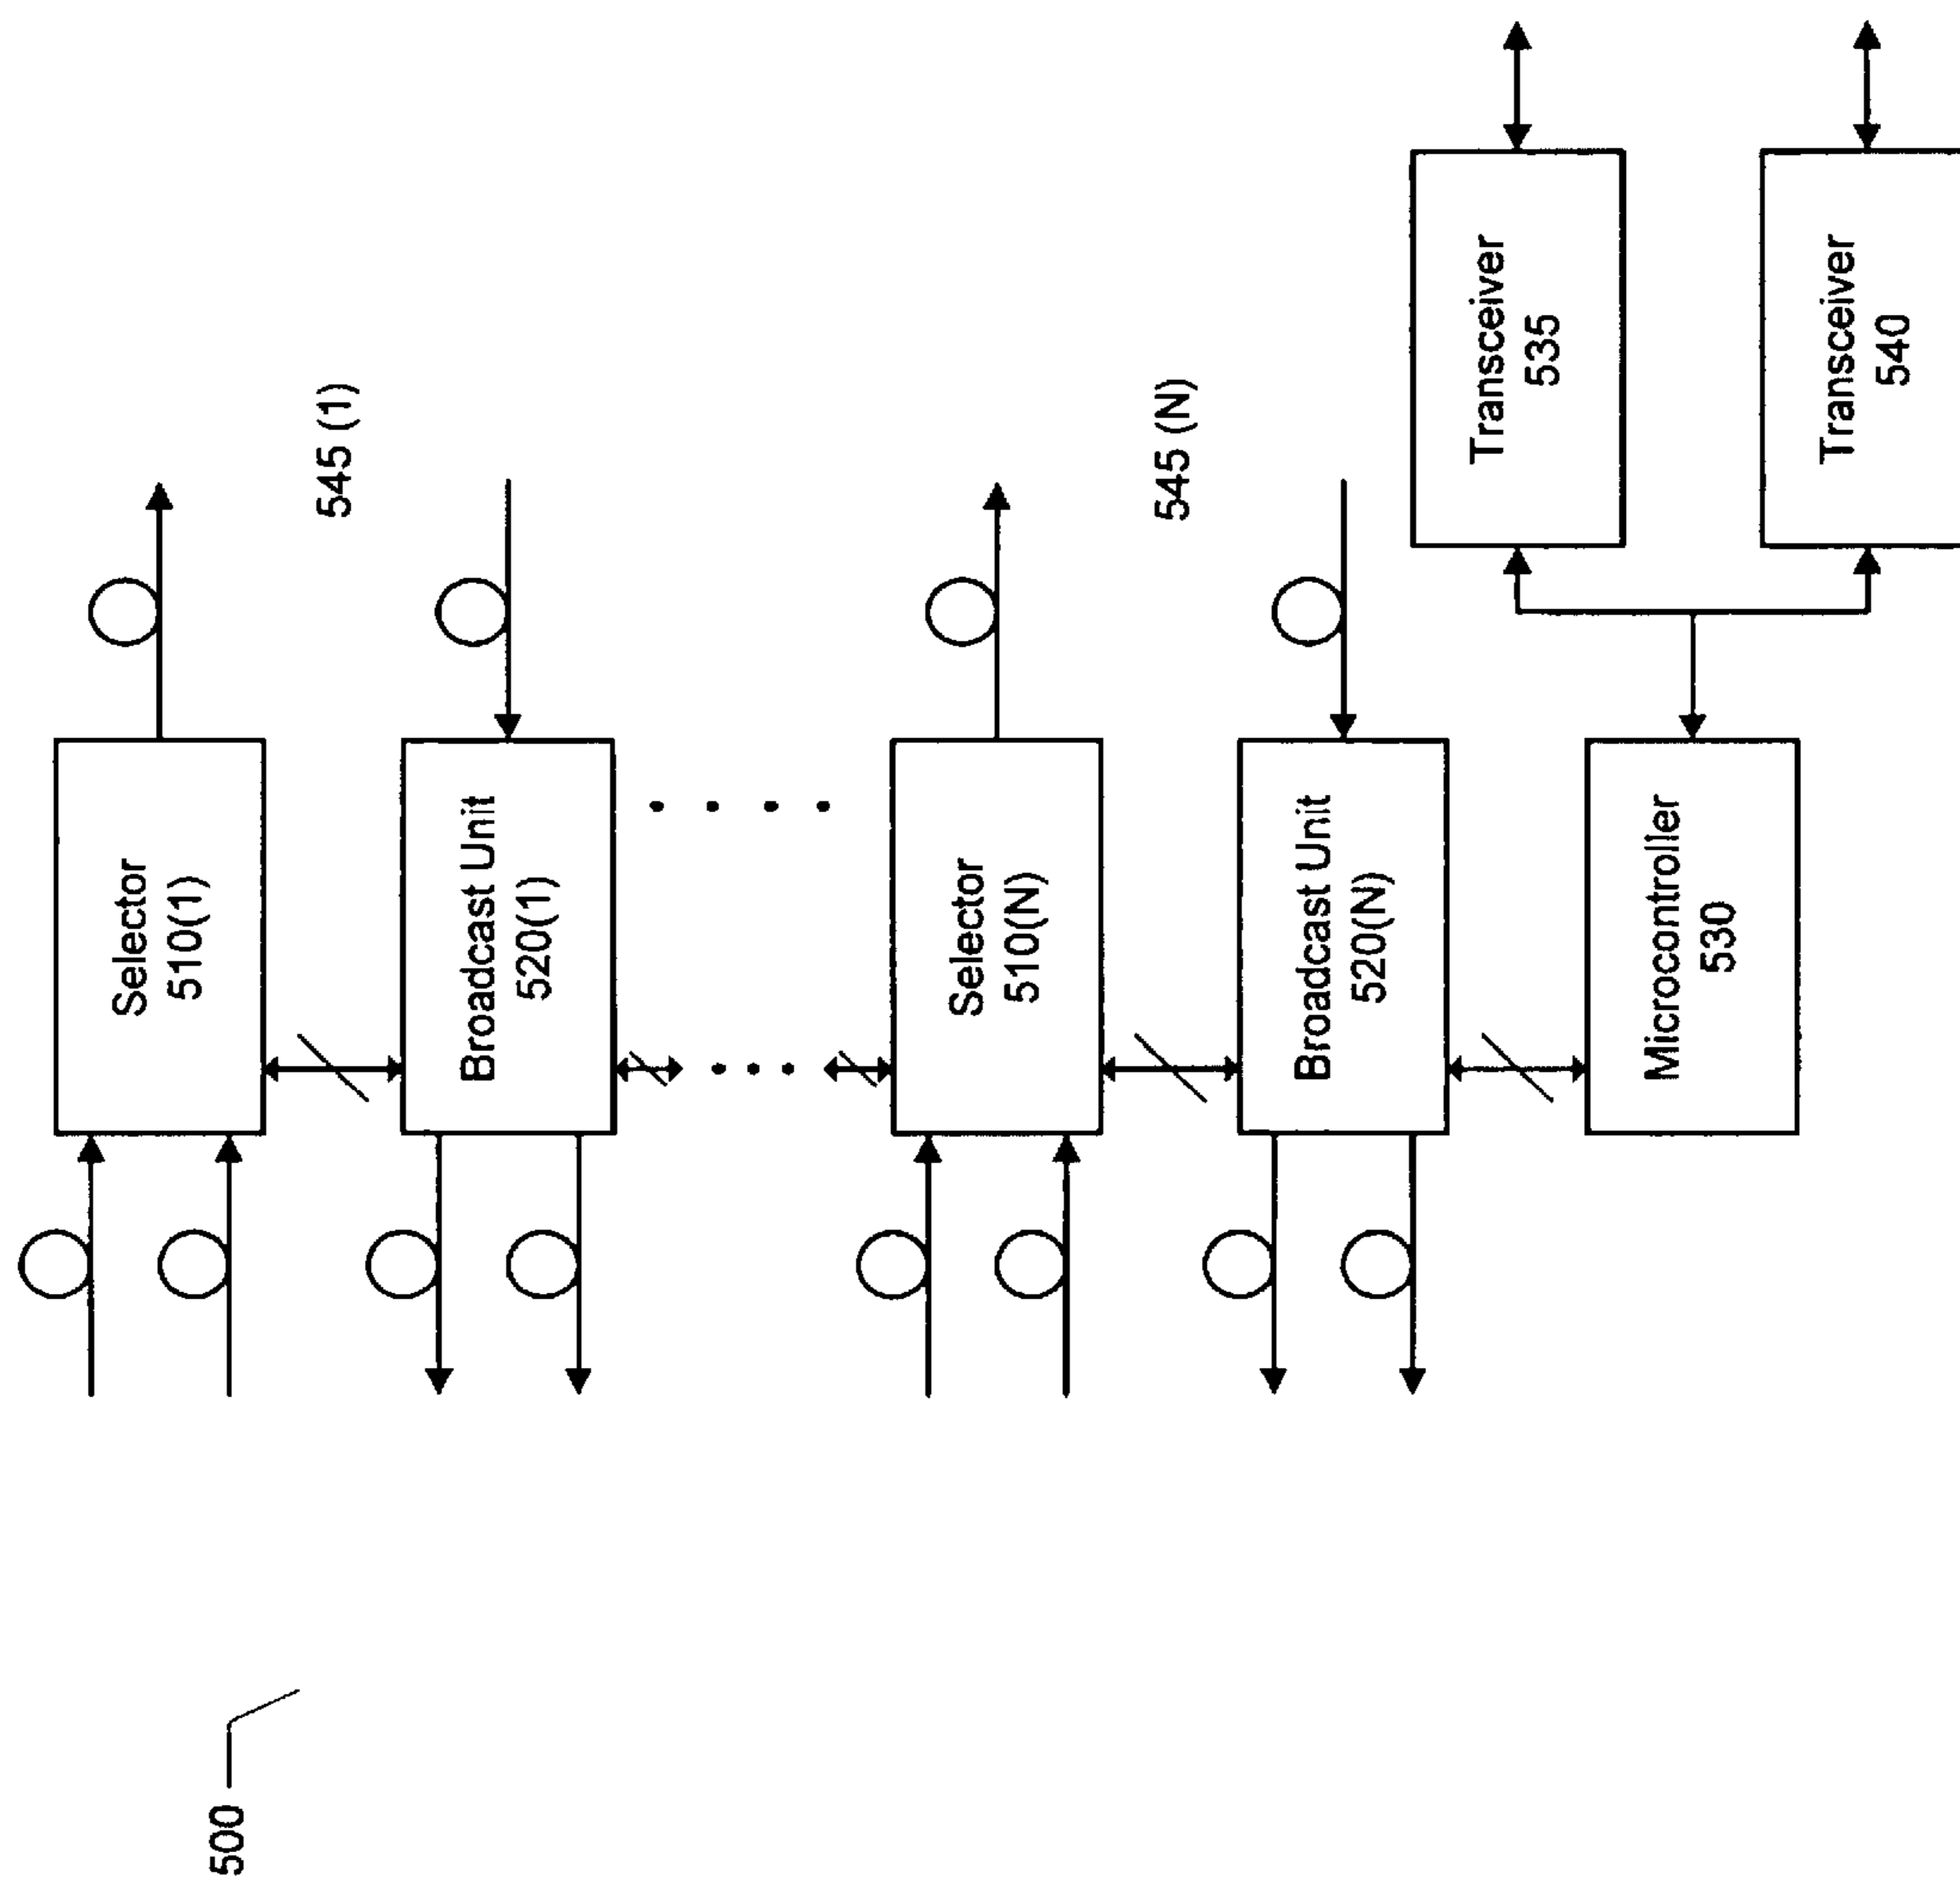 500
Selector
510(1)
545 (1)
Broadcast Unit
520(1)
Selector
510(N)
545 (N)
Broadcast Unit
520(N)
Microcontroller
530
Transceiver
535
Transceiver
540